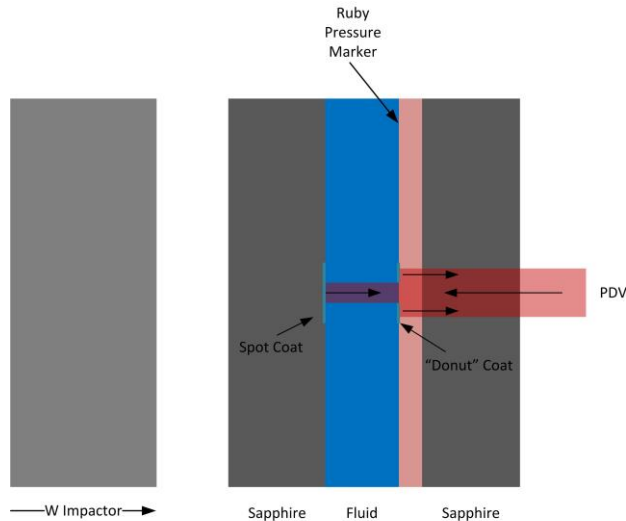 Ruby
Pressure
Marker
PDV
Spot Coat
“Donut” Coat
W Impactor
Sapphire
Fluid
Sapphire